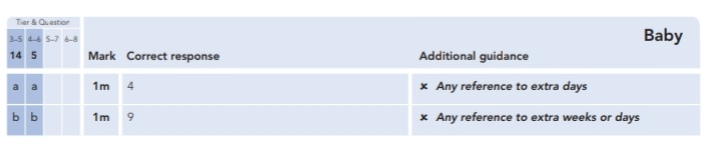 Tier & Question
3–5 4–6 5–7 6–8
Baby
14 5
Mark Correct response Additional guidance
a a 1m 4 ✗ Any reference to extra days
b b 1m 9 ✗ Any reference to extra weeks or days